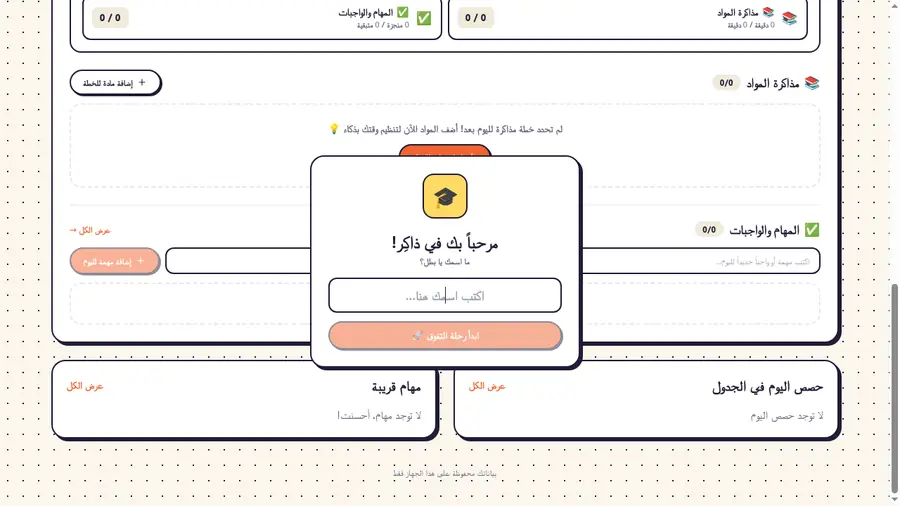 📚 مذاكرة المواد
0 دقيقة / 0 دقيقة
0 / 0
✅ المهام والواجبات
0 منجزة / 0 متبقية
0 / 0
📚 مذاكرة المواد 0/0
+ إضافة مادة للخطة
لم تحدد خطة مذاكرة لليوم بعد! أضف المواد الآن لتنظيم وقتك بذكاء 💡
✅ المهام والواجبات 0/0
عرض الكل ←
اكتب مهمة أو واجباً جديداً لليوم...
+ إضافة مهمة لليوم
مرحباً بك في ذاكِر!
ما اسمك يا بطل؟
اكتب اسمك هنا...
ابدأ رحلة التفوق 🚀
حصص اليوم في الجدول
عرض الكل
لا توجد حصص اليوم
مهام قريبة
عرض الكل
لا توجد مهام. أحسنت!
بياناتك محفوظة على هذا الجهاز فقط